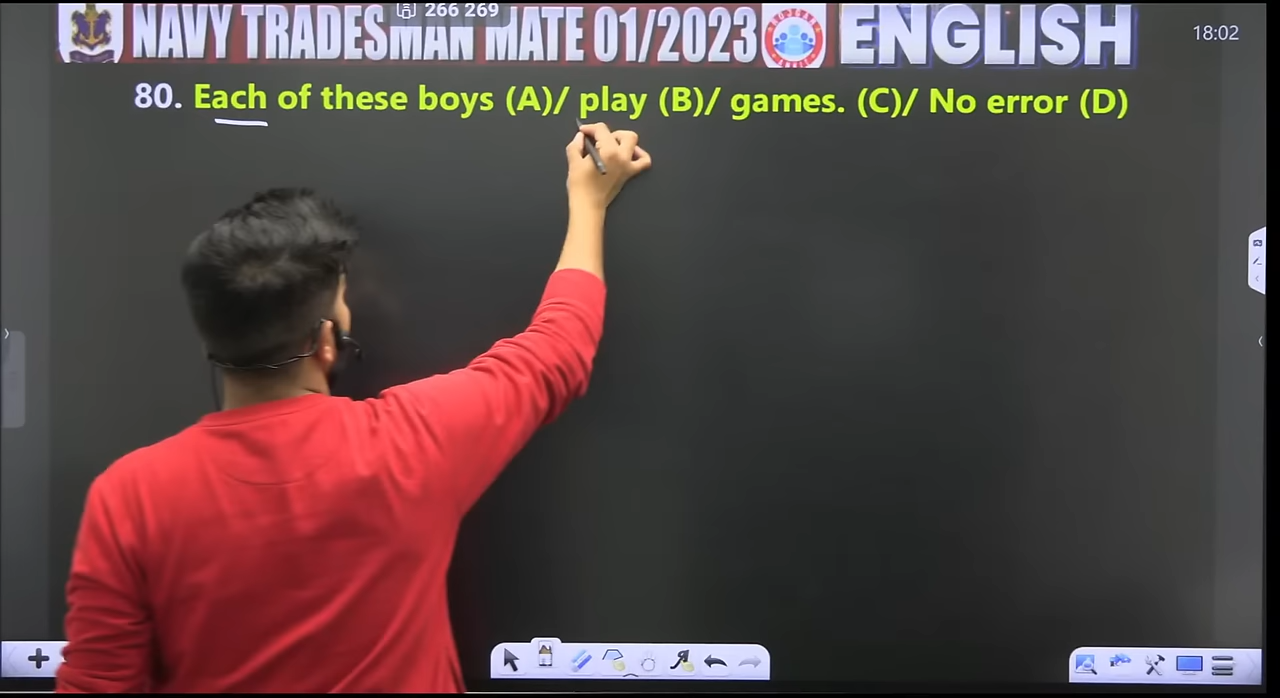 266 269
NAVY TRADESMAN MATE 01/2023 ENGLISH
18:02
80. Each of these boys (A)/ play (B)/ games. (C)/ No error (D)